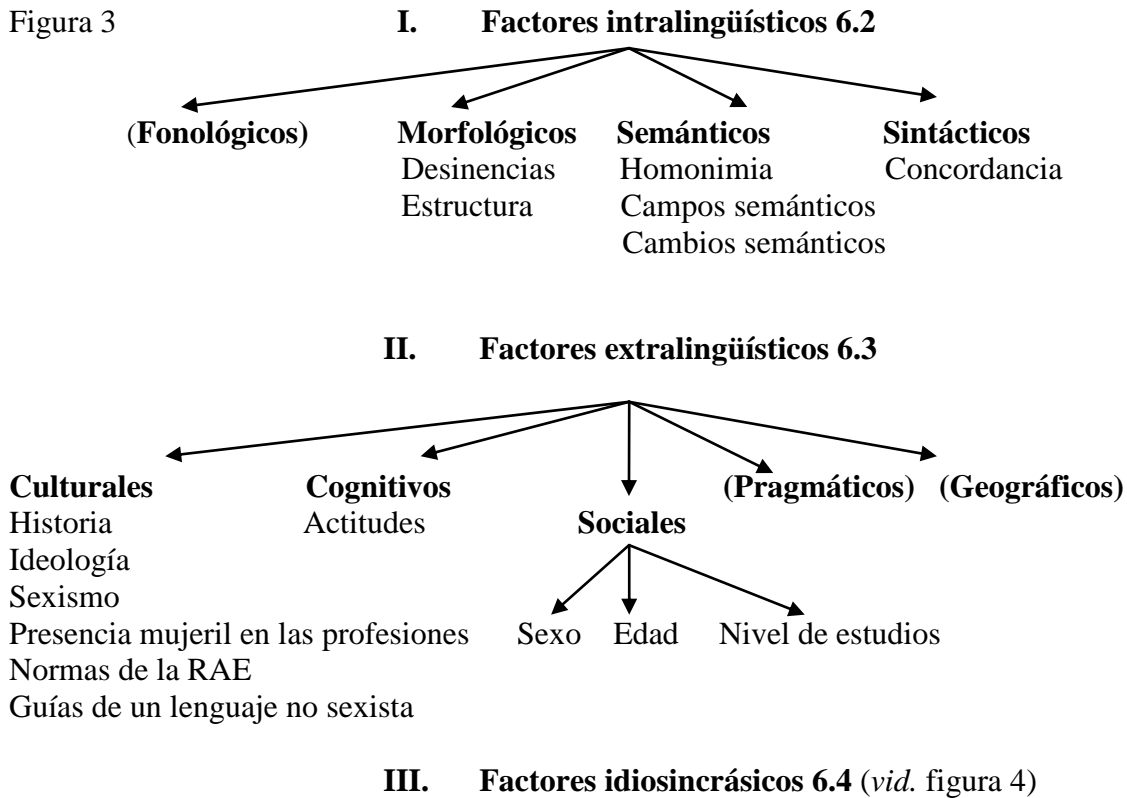 Figura 3 I. Factores intralingüísticos 6.2
(Fonológicos) Morfológicos Semánticos Sintácticos
Desinencias Homonimia Concordancia
Estructura Campos semánticos
Cambios semánticos
II. Factores extralingüísticos 6.3
Culturales Cognitivos (Pragmáticos) (Geográficos)
Historia Actitudes Sociales
Ideología
Sexismo
Presencia mujeril en las profesiones Sexo Edad Nivel de estudios
Normas de la RAE
Guías de un lenguaje no sexista
III. Factores idiosincrásicos 6.4 (vid. figura 4)